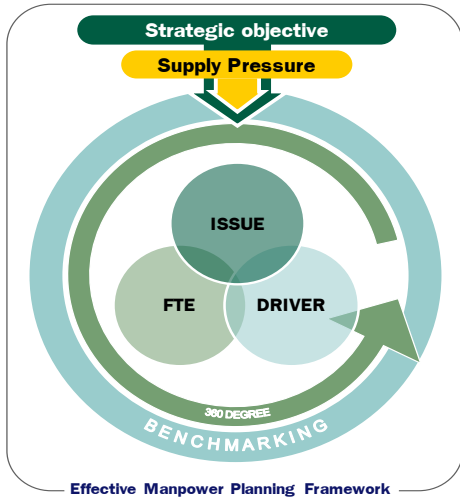 Strategic objective
Supply Pressure
ISSUE
FTE
DRIVER
360 DEGREE
BENCHMARKING
Effective Manpower Planning Framework